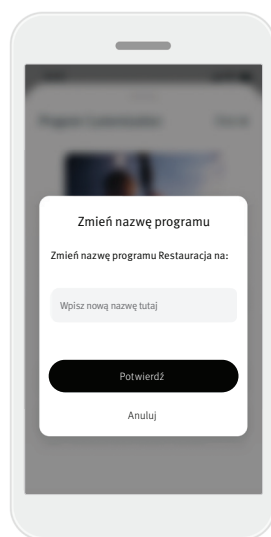 Zmień nazwę programu
Zmień nazwę programu Restauracja na:
Wpisz nową nazwę tutaj
Potwierdź
Anuluj